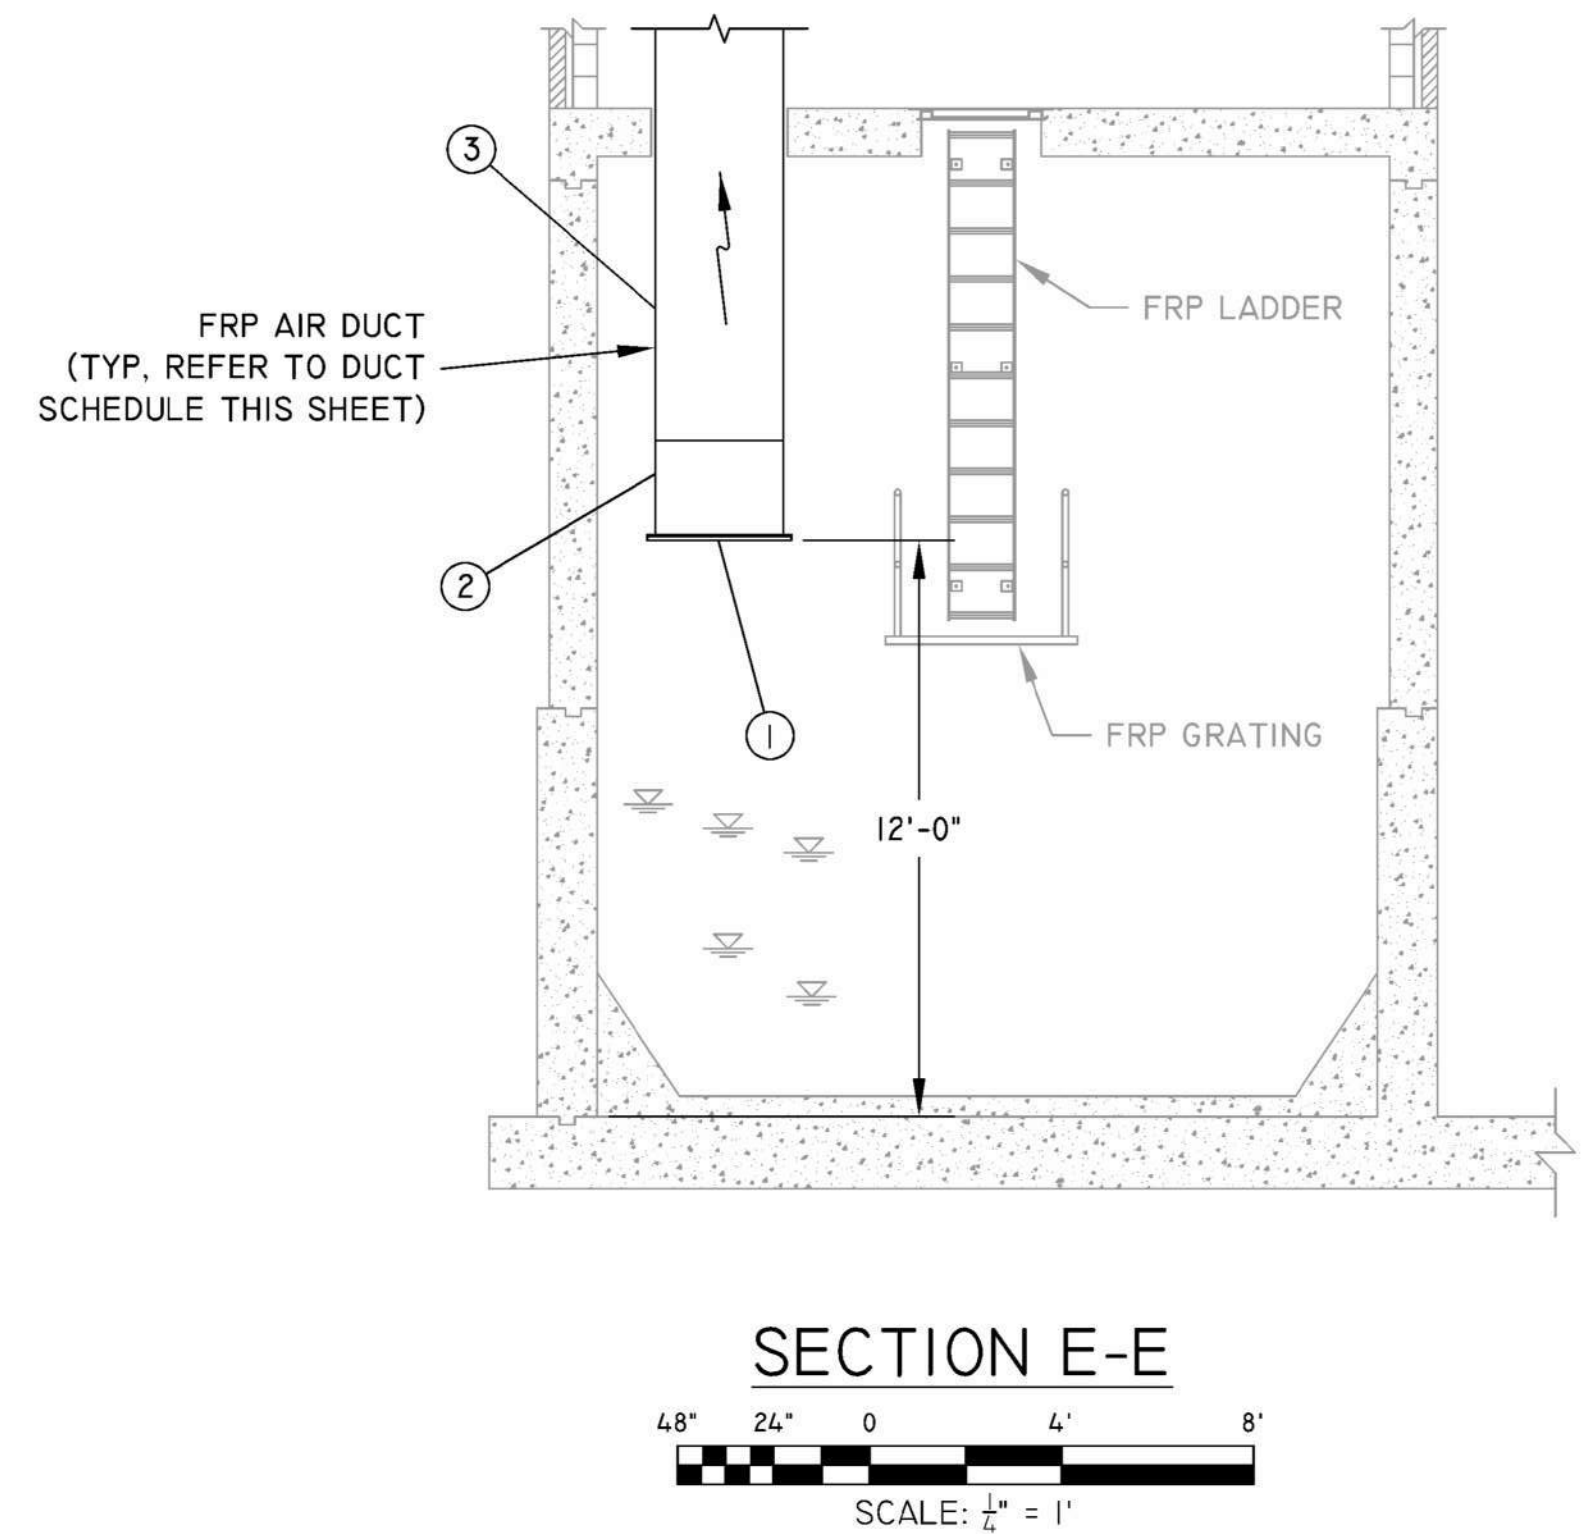 3
FRP AIR DUCT
(TYP, REFER TO DUCT
SCHEDULE THIS SHEET)
FRP LADDER
2
1
FRP GRATING
12'-0"
SECTION E-E
48" 24" 0 4' 8'
SCALE: 1/4" = 1'